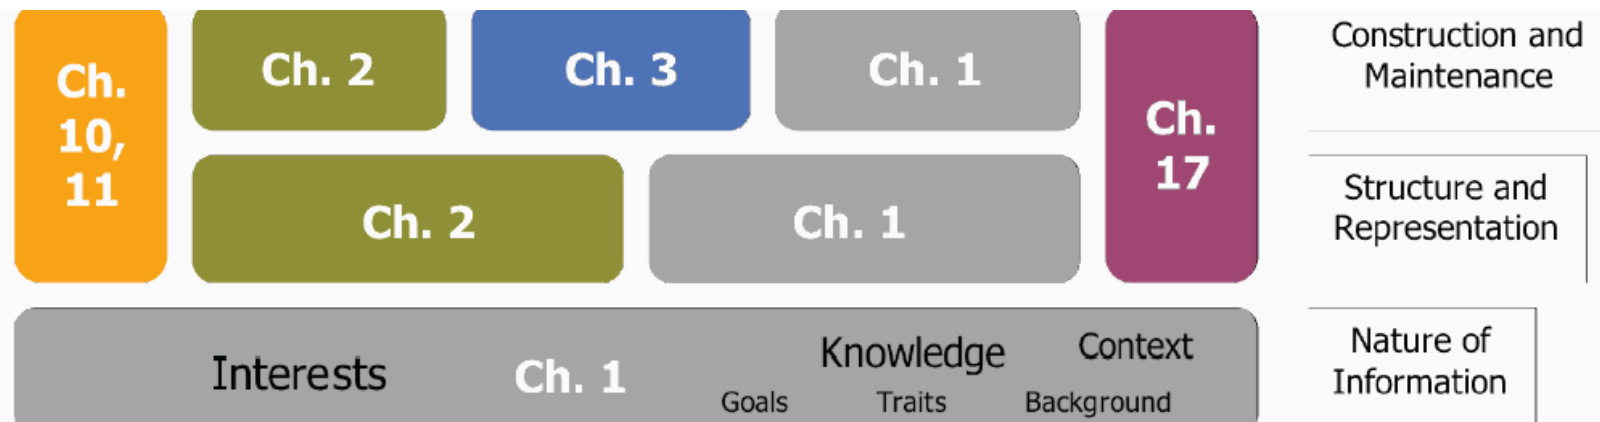 Ch.
10,
11
Ch. 2
Ch. 3
Ch. 1
Ch.
17
Construction and
Maintenance
Ch. 2
Ch. 1
Structure and
Representation
Interests
Ch. 1
Knowledge
Context
Goals
Traits
Background
Nature of
Information